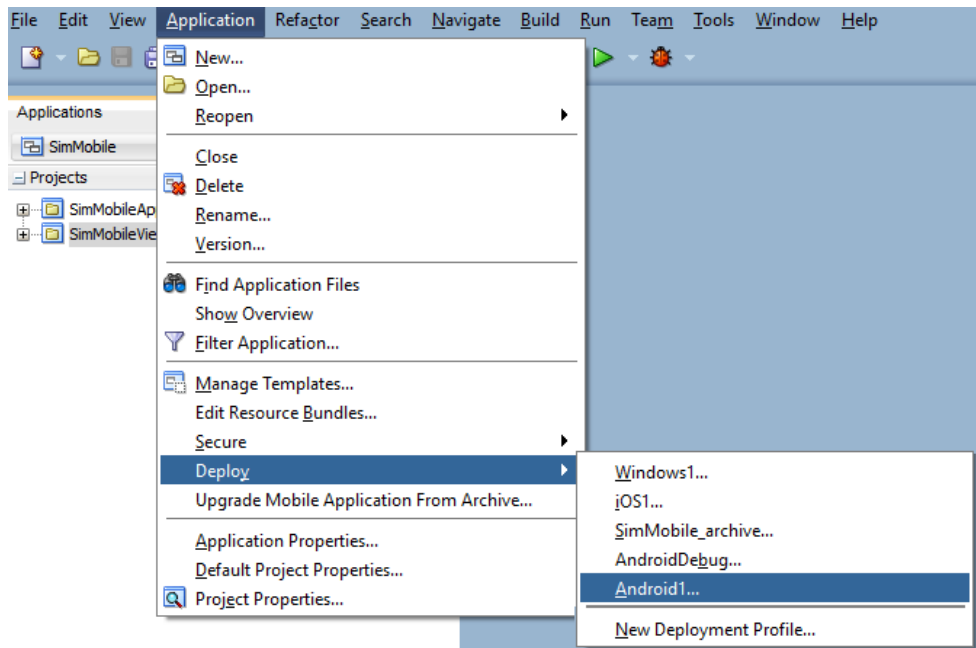 File Edit View Application Refactor Search Navigate Build Run Team Tools Window Help
New...
Open...
Reopen
Close
Delete
Rename...
Version...
Find Application Files
Show Overview
Filter Application...
Manage Templates...
Edit Resource Bundles...
Secure
Deploy
Upgrade Mobile Application From Archive...
Application Properties...
Default Project Properties...
Project Properties...
Applications
SimMobile
Projects
SimMobileAp
SimMobileVie
Windows1...
iOS1...
SimMobile_archive...
AndroidDebug...
Android1...
New Deployment Profile...